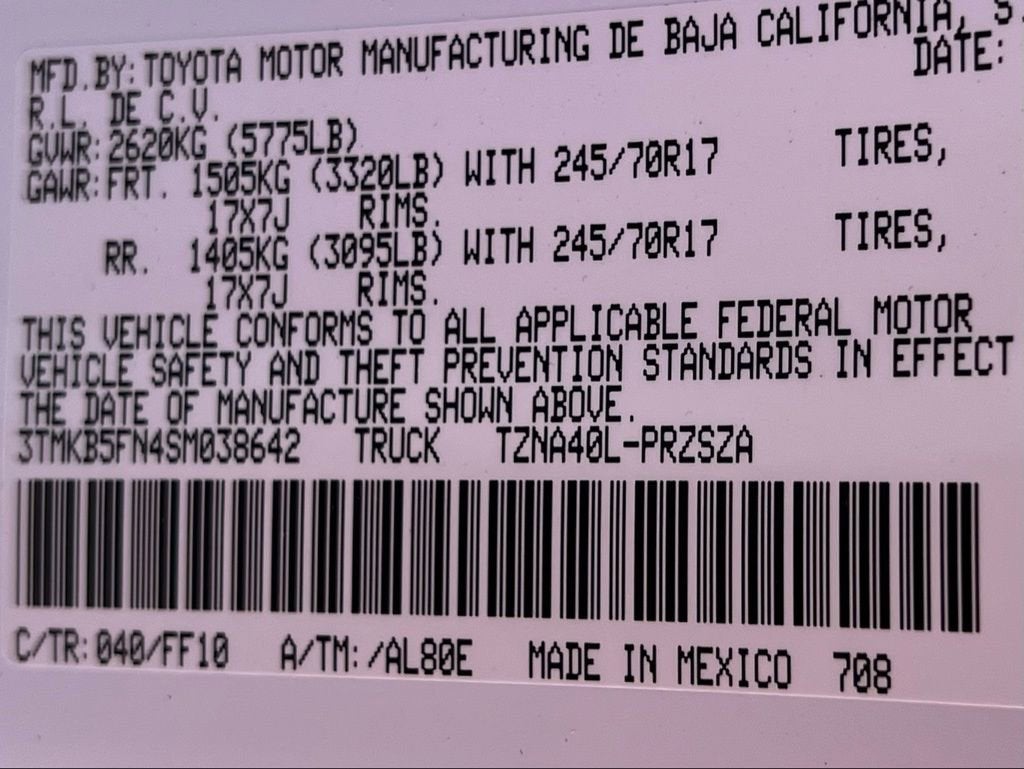 MFD.BY:TOYOTA MOTOR MANUFACTURING DE BAJA CALIFORNIA, S.
DATE:
R.L. DE C.V.
GVWR:2620KG (5775LB)
GAWR:FRT. 1505KG (3320LB) WITH 245/70R17 TIRES,
17X7J RIMS.
RR. 1405KG (3095LB) WITH 245/70R17 TIRES,
17X7J RIMS.
THIS VEHICLE CONFORMS TO ALL APPLICABLE FEDERAL MOTOR
VEHICLE SAFETY AND THEFT PREVENTION STANDARDS IN EFFECT
THE DATE OF MANUFACTURE SHOWN ABOVE.
3TMKB5FN4SM038642 TRUCK TZNA40L-PRZSZA
C/TR:040/FF10 A/TM:/AL80E MADE IN MEXICO 708